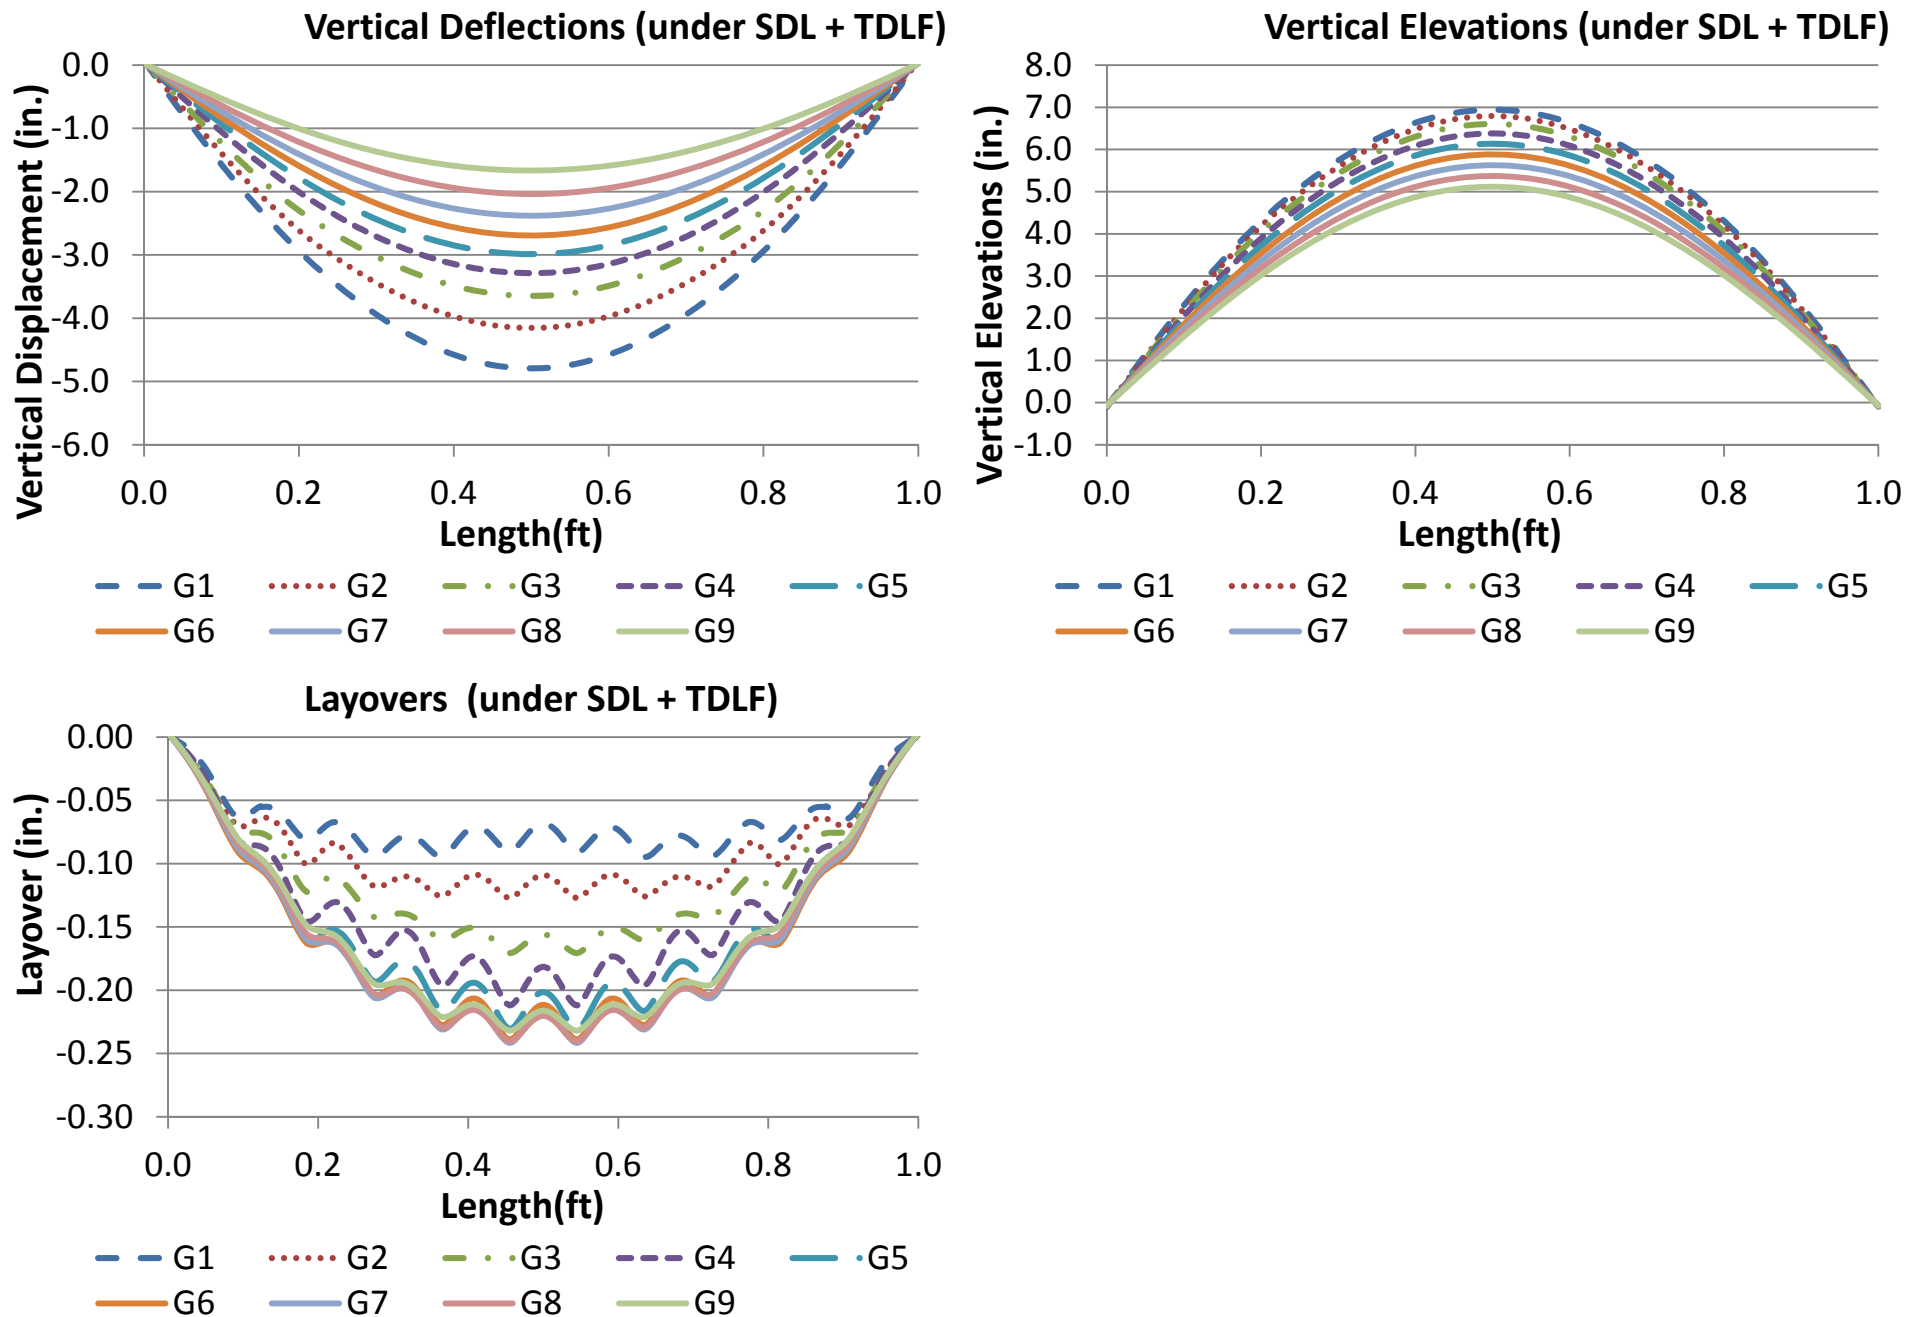 Vertical Deflections (under SDL + TDLF)
Vertical Displacement (in.)
0.0
-1.0
-2.0
-3.0
-4.0
-5.0
-6.0
0.0 0.2 0.4 0.6 0.8 1.0
Length(ft)
G1 G2 G3 G4 G5
G6 G7 G8 G9
Vertical Elevations (under SDL + TDLF)
Vertical Elevations (in.)
8.0
7.0
6.0
5.0
4.0
3.0
2.0
1.0
0.0
-1.0
0.0 0.2 0.4 0.6 0.8 1.0
Length(ft)
G1 G2 G3 G4 G5
G6 G7 G8 G9
Layovers (under SDL + TDLF)
Layover (in.)
0.00
-0.05
-0.10
-0.15
-0.20
-0.25
-0.30
0.0 0.2 0.4 0.6 0.8 1.0
Length(ft)
G1 G2 G3 G4 G5
G6 G7 G8 G9